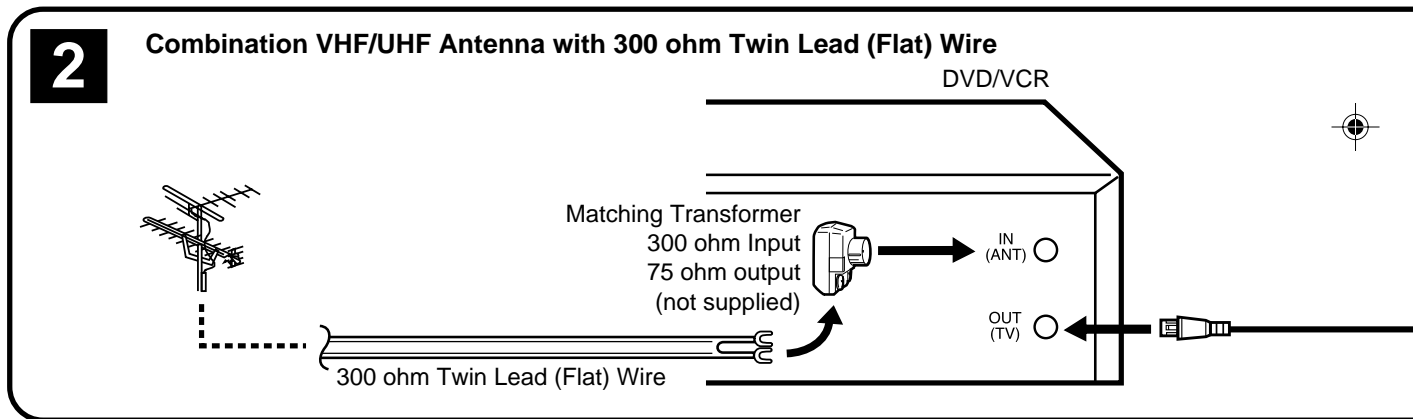 2
Combination VHF/UHF Antenna with 300 ohm Twin Lead (Flat) Wire
DVD/VCR
Matching Transformer
300 ohm Input
75 ohm output
(not supplied)
IN
(ANT)
OUT
(TV)
300 ohm Twin Lead (Flat) Wire